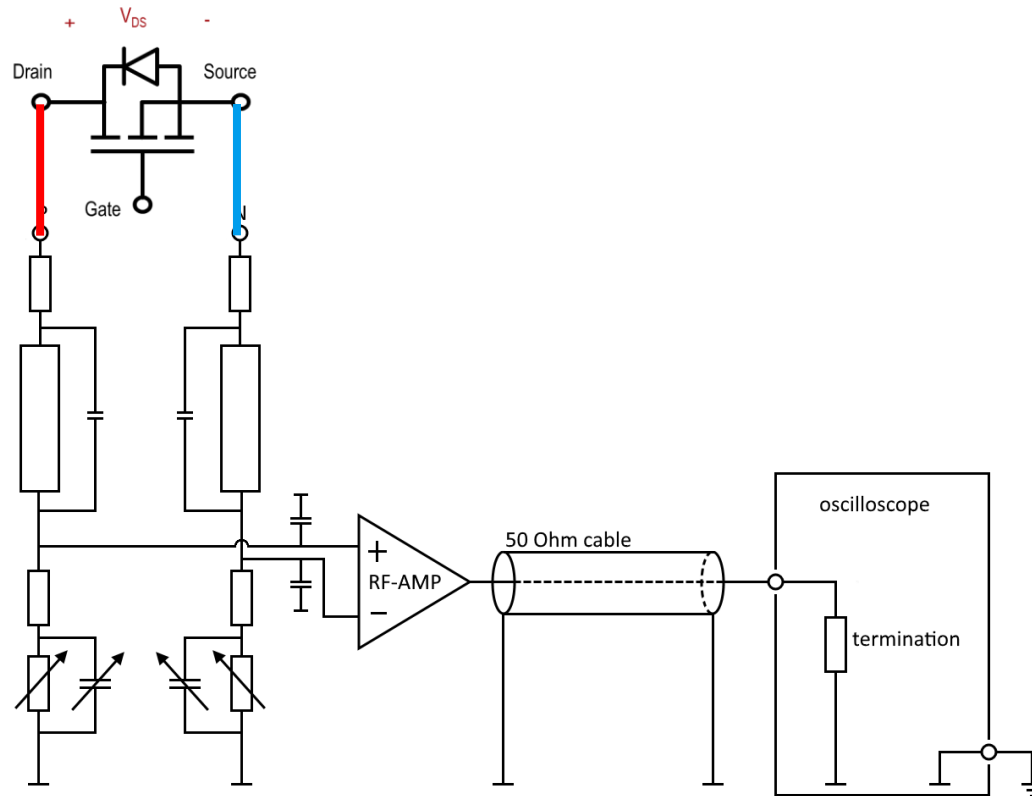 + V_DS -
Drain
Source
Gate
N
oscilloscope
50 Ohm cable
+
RF-AMP
-
termination